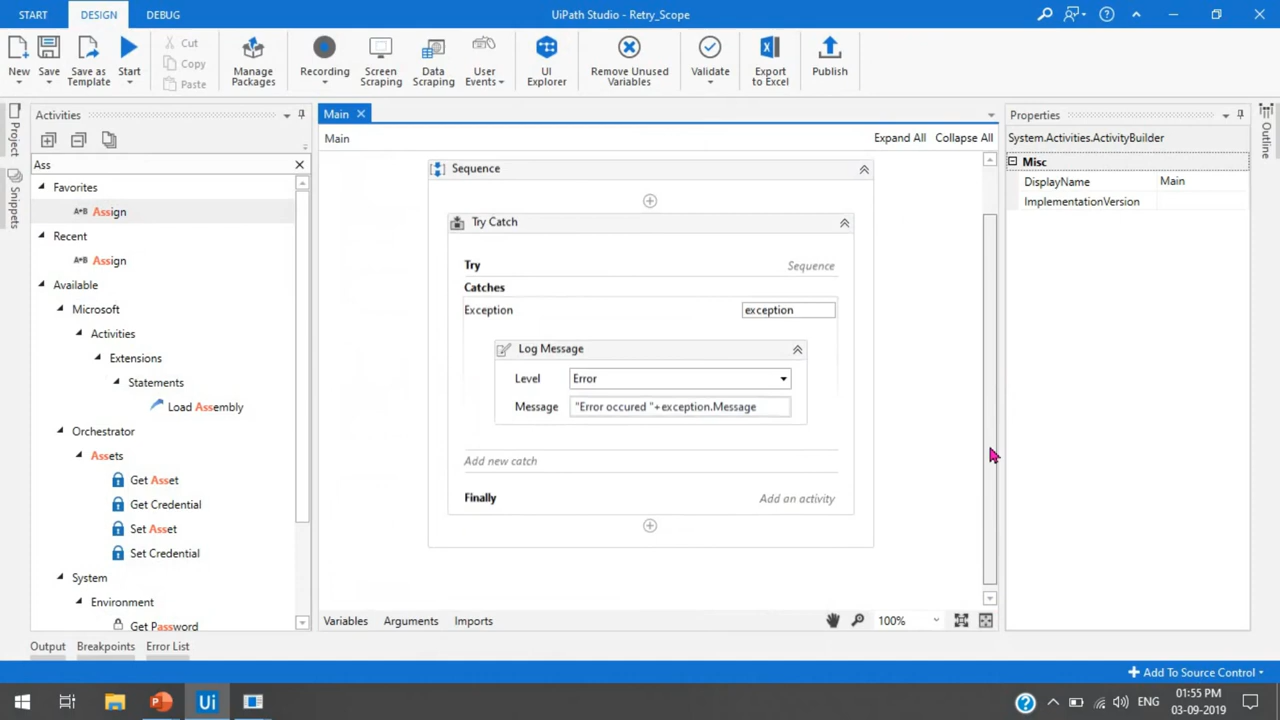 START
DESIGN
DEBUG
UiPath Studio - Retry_Scope
New
Save
Save as Template
Start
Cut
Copy
Paste
Manage Packages
Recording
Screen Scraping
Data Scraping
User Events
UI Explorer
Remove Unused Variables
Validate
Export to Excel
Publish
Project
Snippets
Activities
Ass
Favorites
A+B Assign
Recent
A+B Assign
Available
Microsoft
Activities
Extensions
Statements
Load Assembly
Orchestrator
Assets
Get Asset
Get Credential
Set Asset
Set Credential
System
Environment
Get Password
Main
Main
Expand All
Collapse All
Sequence
Try Catch
Try
Sequence
Catches
Exception
exception
Log Message
Level
Error
Message
"Error occured "+exception.Message
Add new catch
Finally
Add an activity
Variables
Arguments
Imports
100%
Properties
System.Activities.ActivityBuilder
Misc
DisplayName
Main
ImplementationVersion
Outline
Output
Breakpoints
Error List
Add To Source Control
Ui
ENG
01:55 PM
03-09-2019